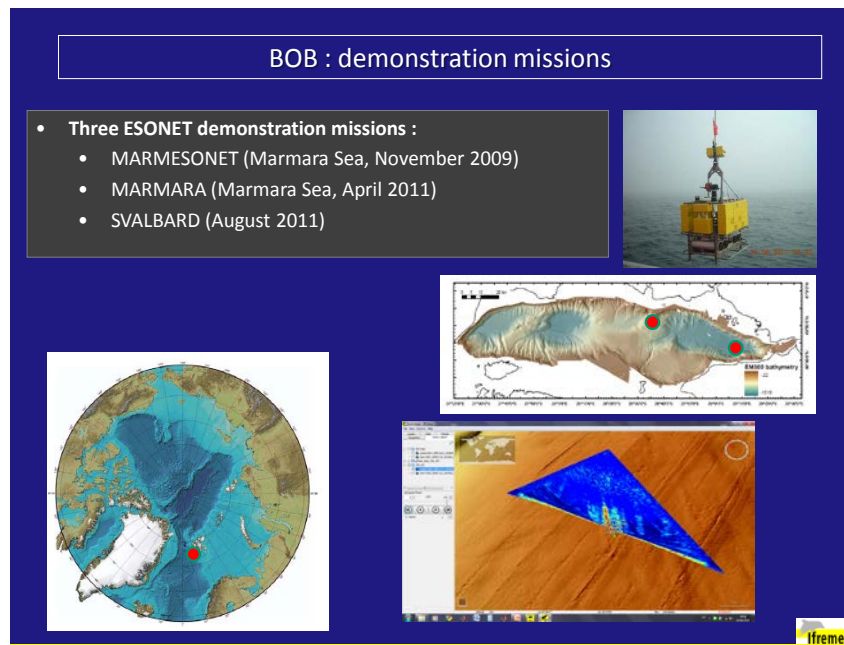 BOB : demonstration missions
• Three ESONET demonstration missions :
• MARMESONET (Marmara Sea, November 2009)
• MARMARA (Marmara Sea, April 2011)
• SVALBARD (August 2011)
EM302 bathymetry
Ifreme